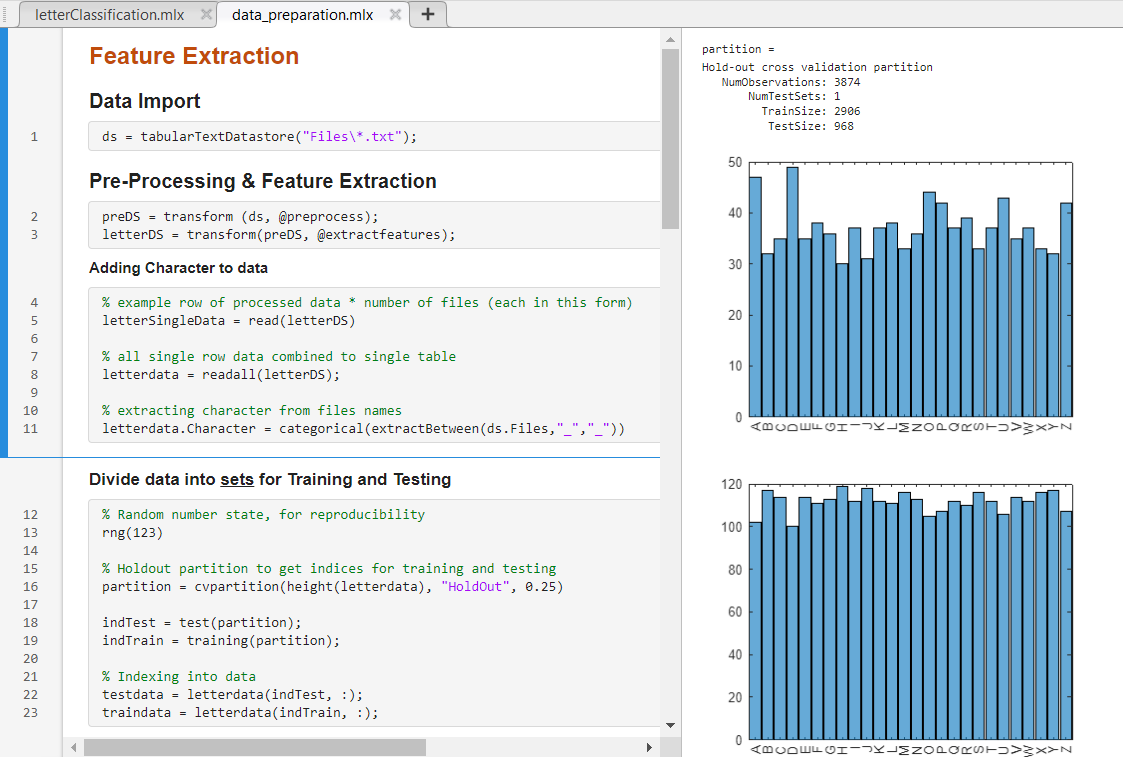 letterClassification.mlx
data_preparation.mlx
Feature Extraction
Data Import
1 ds = tabularTextDatastore("Files\*.txt");
Pre-Processing & Feature Extraction
2 preDS = transform (ds, @preprocess);
3 letterDS = transform(preDS, @extractfeatures);
Adding Character to data
4 % example row of processed data * number of files (each in this form)
5 letterSingleData = read(letterDS)
6
7 % all single row data combined to single table
8 letterdata = readall(letterDS);
9
10 % extracting character from files names
11 letterdata.Character = categorical(extractBetween(ds.Files,"_","_"))
Divide data into sets for Training and Testing
12 % Random number state, for reproducibility
13 rng(123)
14
15 % Holdout partition to get indices for training and testing
16 partition = cvpartition(height(letterdata), "HoldOut", 0.25)
17
18 indTest = test(partition);
19 indTrain = training(partition);
20
21 % Indexing into data
22 testdata = letterdata(indTest, :);
23 traindata = letterdata(indTrain, :);
partition =
Hold-out cross validation partition
NumObservations: 3874
NumTestSets: 1
TrainSize: 2906
TestSize: 968
50
40
30
20
10
0
A B C D E F G H I J K L M N O P Q R S T U V W X Y Z
120
100
80
60
40
20
0
A B C D E F G H I J K L M N O P Q R S T U V W X Y Z